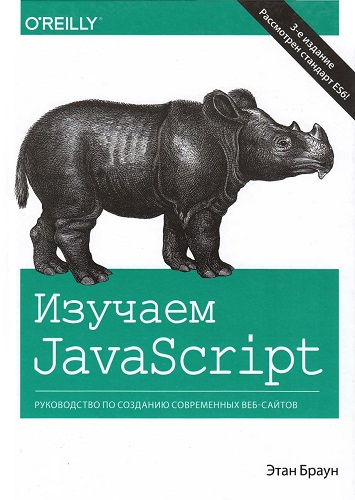 O'REILLY®
3-е издание
Рассмотрен стандарт ES6!
Изучаем
JavaScript
РУКОВОДСТВО ПО СОЗДАНИЮ СОВРЕМЕННЫХ ВЕБ-САЙТОВ
Этан Браун